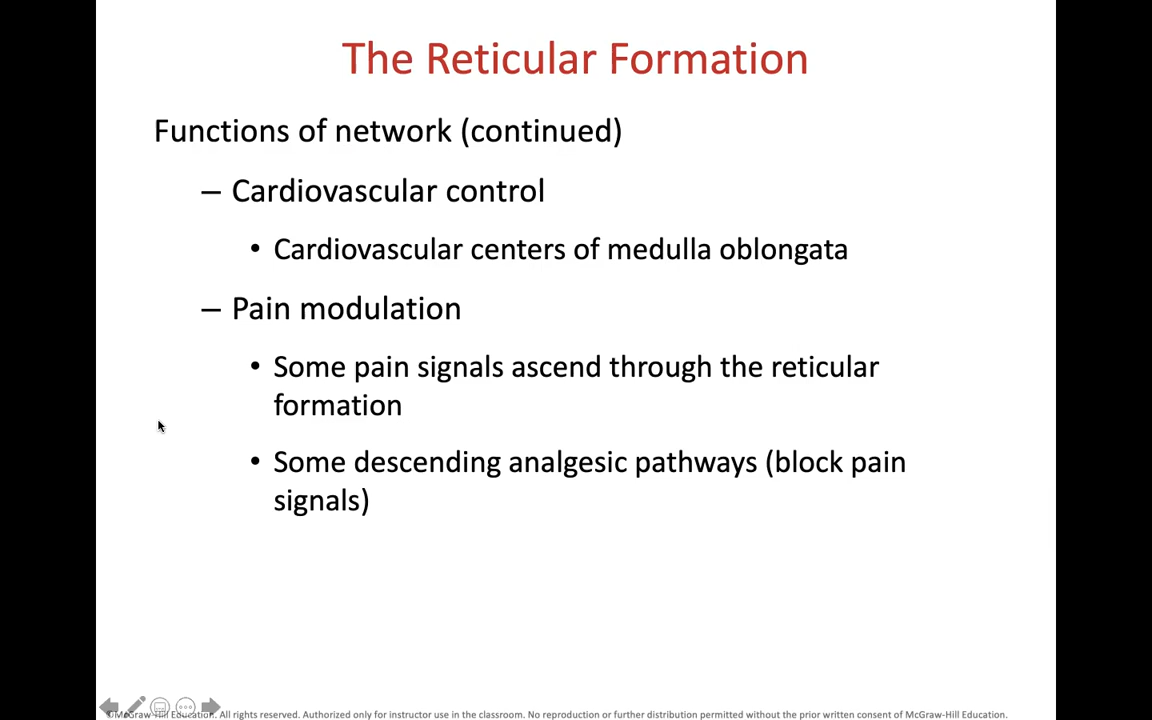 The Reticular Formation
Functions of network (continued)
– Cardiovascular control
• Cardiovascular centers of medulla oblongata
– Pain modulation
• Some pain signals ascend through the reticular
formation
• Some descending analgesic pathways (block pain
signals)
©McGraw-Hill Education. All rights reserved. Authorized only for instructor use in the classroom. No reproduction or further distribution permitted without the prior written consent of McGraw-Hill Education.